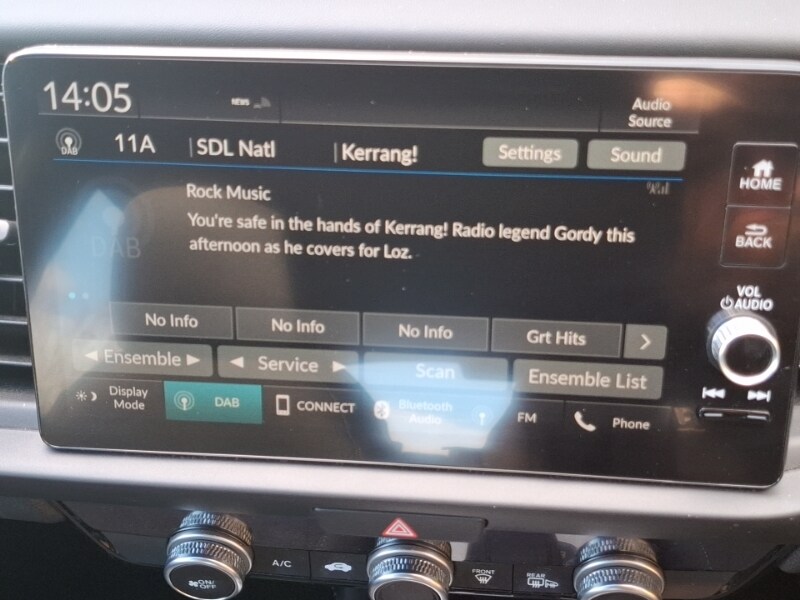 14:05
NEWS
Audio
Source
DAB
11A
SDL Natl
Kerrang!
Settings
Sound
Rock Music
You're safe in the hands of Kerrang! Radio legend Gordy this
afternoon as he covers for Loz.
DAB
HOME
BACK
VOL
AUDIO
No Info
No Info
No Info
Grt Hits
Ensemble
Service
Scan
Ensemble List
Display
Mode
DAB
CONNECT
Bluetooth
Audio
FM
Phone
ON/
OFF
A/C
FRONT
REAR